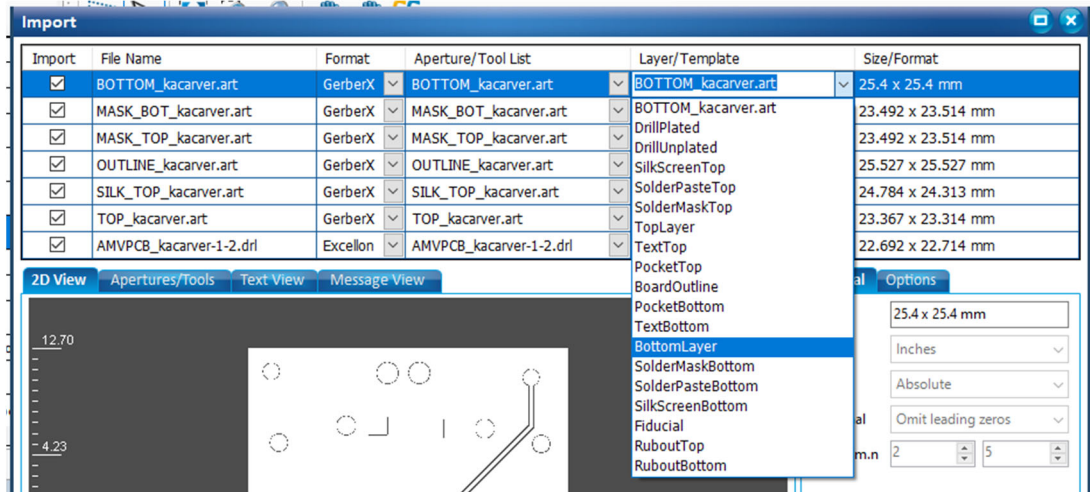 Import
Import File Name Format Aperture/Tool List Layer/Template Size/Format
BOTTOM_kacarver.art GerberX BOTTOM_kacarver.art BOTTOM_kacarver.art 25.4 x 25.4 mm
MASK_BOT_kacarver.art GerberX MASK_BOT_kacarver.art 23.492 x 23.514 mm
MASK_TOP_kacarver.art GerberX MASK_TOP_kacarver.art 23.492 x 23.514 mm
OUTLINE_kacarver.art GerberX OUTLINE_kacarver.art 25.527 x 25.527 mm
SILK_TOP_kacarver.art GerberX SILK_TOP_kacarver.art 24.784 x 24.313 mm
TOP_kacarver.art GerberX TOP_kacarver.art 23.367 x 23.314 mm
AMVPCB_kacarver-1-2.drl Excellon AMVPCB_kacarver-1-2.drl 22.692 x 22.714 mm
BOTTOM_kacarver.art
DrillPlated
DrillUnplated
SilkScreenTop
SolderPasteTop
SolderMaskTop
TopLayer
TextTop
PocketTop
BoardOutline
PocketBottom
TextBottom
BottomLayer
SolderMaskBottom
SolderPasteBottom
SilkScreenBottom
Fiducial
RuboutTop
RuboutBottom
2D View Apertures/Tools Text View Message View
12.70
4.23
al Options
25.4 x 25.4 mm
Inches
Absolute
al Omit leading zeros
m.n 2 5